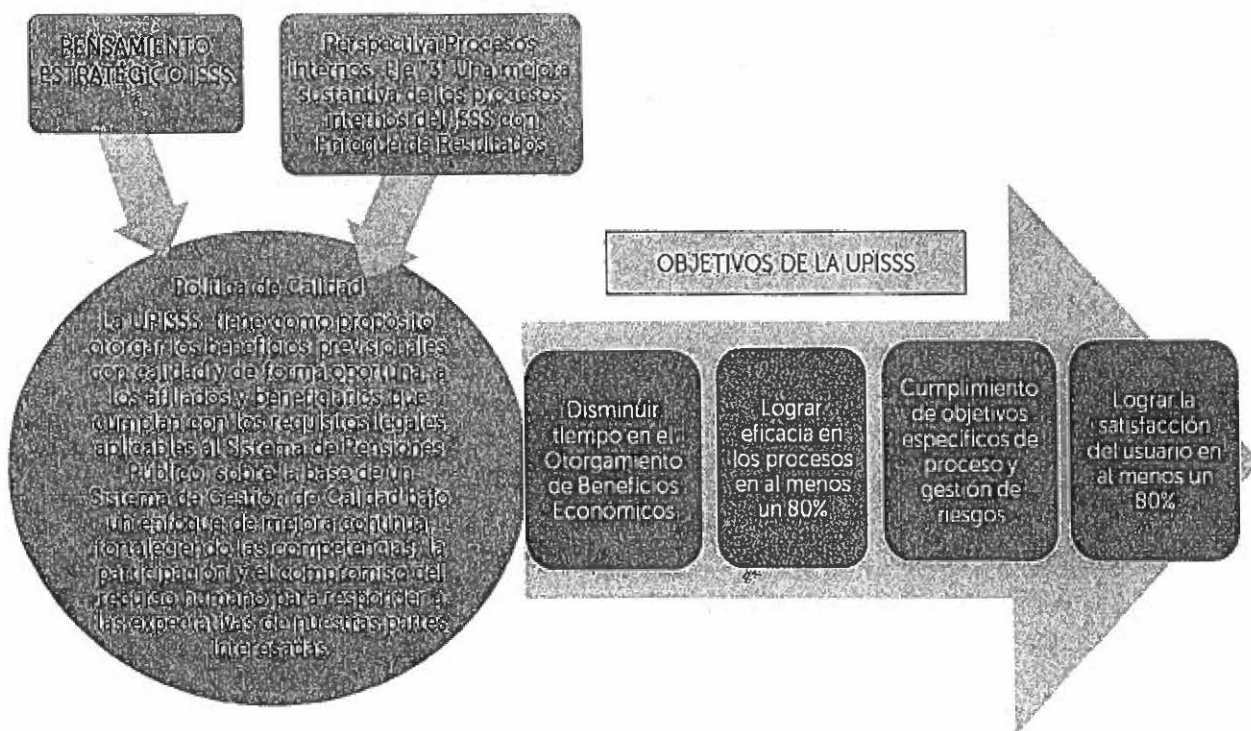 PENSAMIENTO
ESTRATÉGICO ISSS
Perspectiva Procesos
Internos Eje "3" Una mejora
sustantiva de los procesos
internos del ISSS con
Enfoque de Resultados
Política de Calidad
La UPISSS tiene como propósito
otorgar los beneficios previsionales
con calidad y de forma oportuna, a
los afiliados y beneficiarios que
cumplan con los requisitos legales
aplicables al Sistema de Pensiones
Público, sobre la base de un
Sistema de Gestión de Calidad bajo
un enfoque de mejora continua,
fortaleciendo las competencias, la
participación y el compromiso del
recurso humano para responder a
las expectativas de nuestras partes
interesadas
OBJETIVOS DE LA UPISSS
Disminuir
tiempo en el
Otorgamiento
de Beneficios
Económicos
Lograr
eficacia en
los procesos
en al menos
un 80%
Cumplimiento
de objetivos
específicos de
proceso y
gestión de
riesgos
Lograr la
satisfacción
del usuario en
al menos un
80%